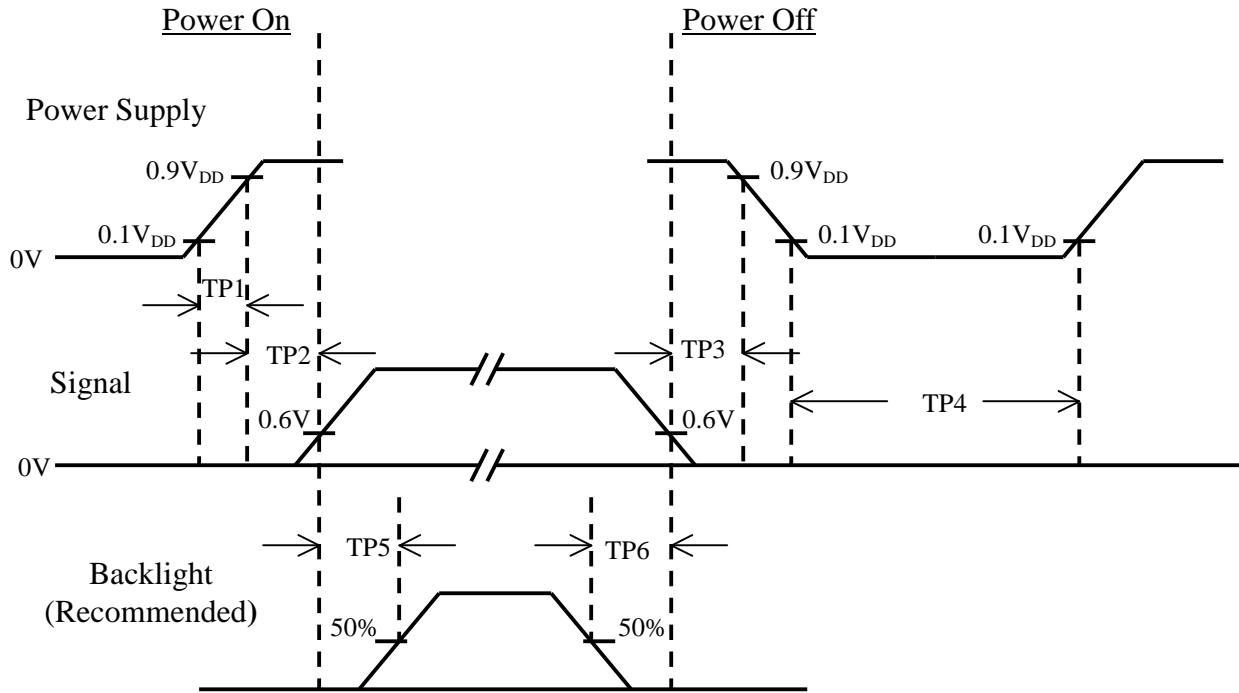 Power On
Power Off
Power Supply
0.9V_DD
0.9V_DD
0.1V_DD
0.1V_DD
0.1V_DD
0V
TP1
TP2
TP3
Signal
TP4
0.6V
0.6V
0V
TP5
TP6
Backlight
(Recommended)
50%
50%